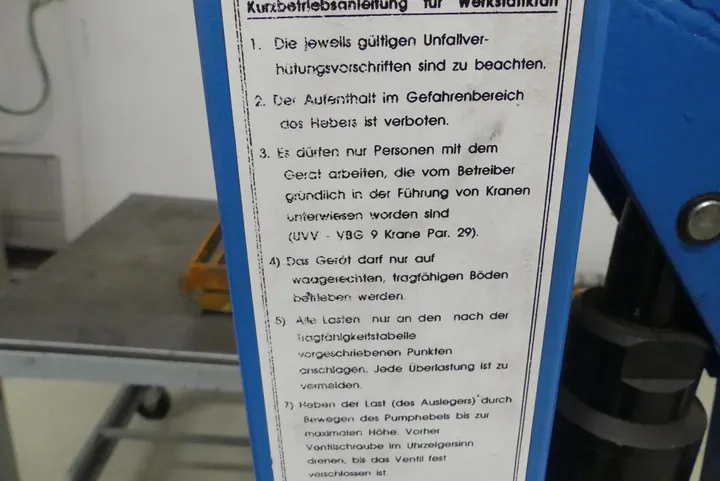 Kurzbetriebsanleitung für Werkstattkran
1. Die jeweils gültigen Unfallver-
hütungsvorschriften sind zu beachten.
2. Der Aufenthalt im Gefahrenbereich
des Hebers ist verboten.
3. Es dürfen nur Personen mit dem
Gerät arbeiten, die vom Betreiber
gründlich in der Führung von Kranen
unterwiesen worden sind
(UVV - VBG 9 Krane Par. 29).
4) Das Gerät darf nur auf
waagerechten, tragfähigen Böden
betrieben werden.
5) Alle Lasten nur an den nach der
Tragfähigkeitstabelle
vorgeschriebenen Punkten
anschlagen. Jede Überlastung ist zu
vermeiden.
7) Heben der Last (des Auslegers) durch
Bewegen des Pumphebels bis zur
maximalen Höhe. Vorher
Ventilschraube im Uhrzeigersinn
drehen, bis das Ventil fest
verschlossen ist.